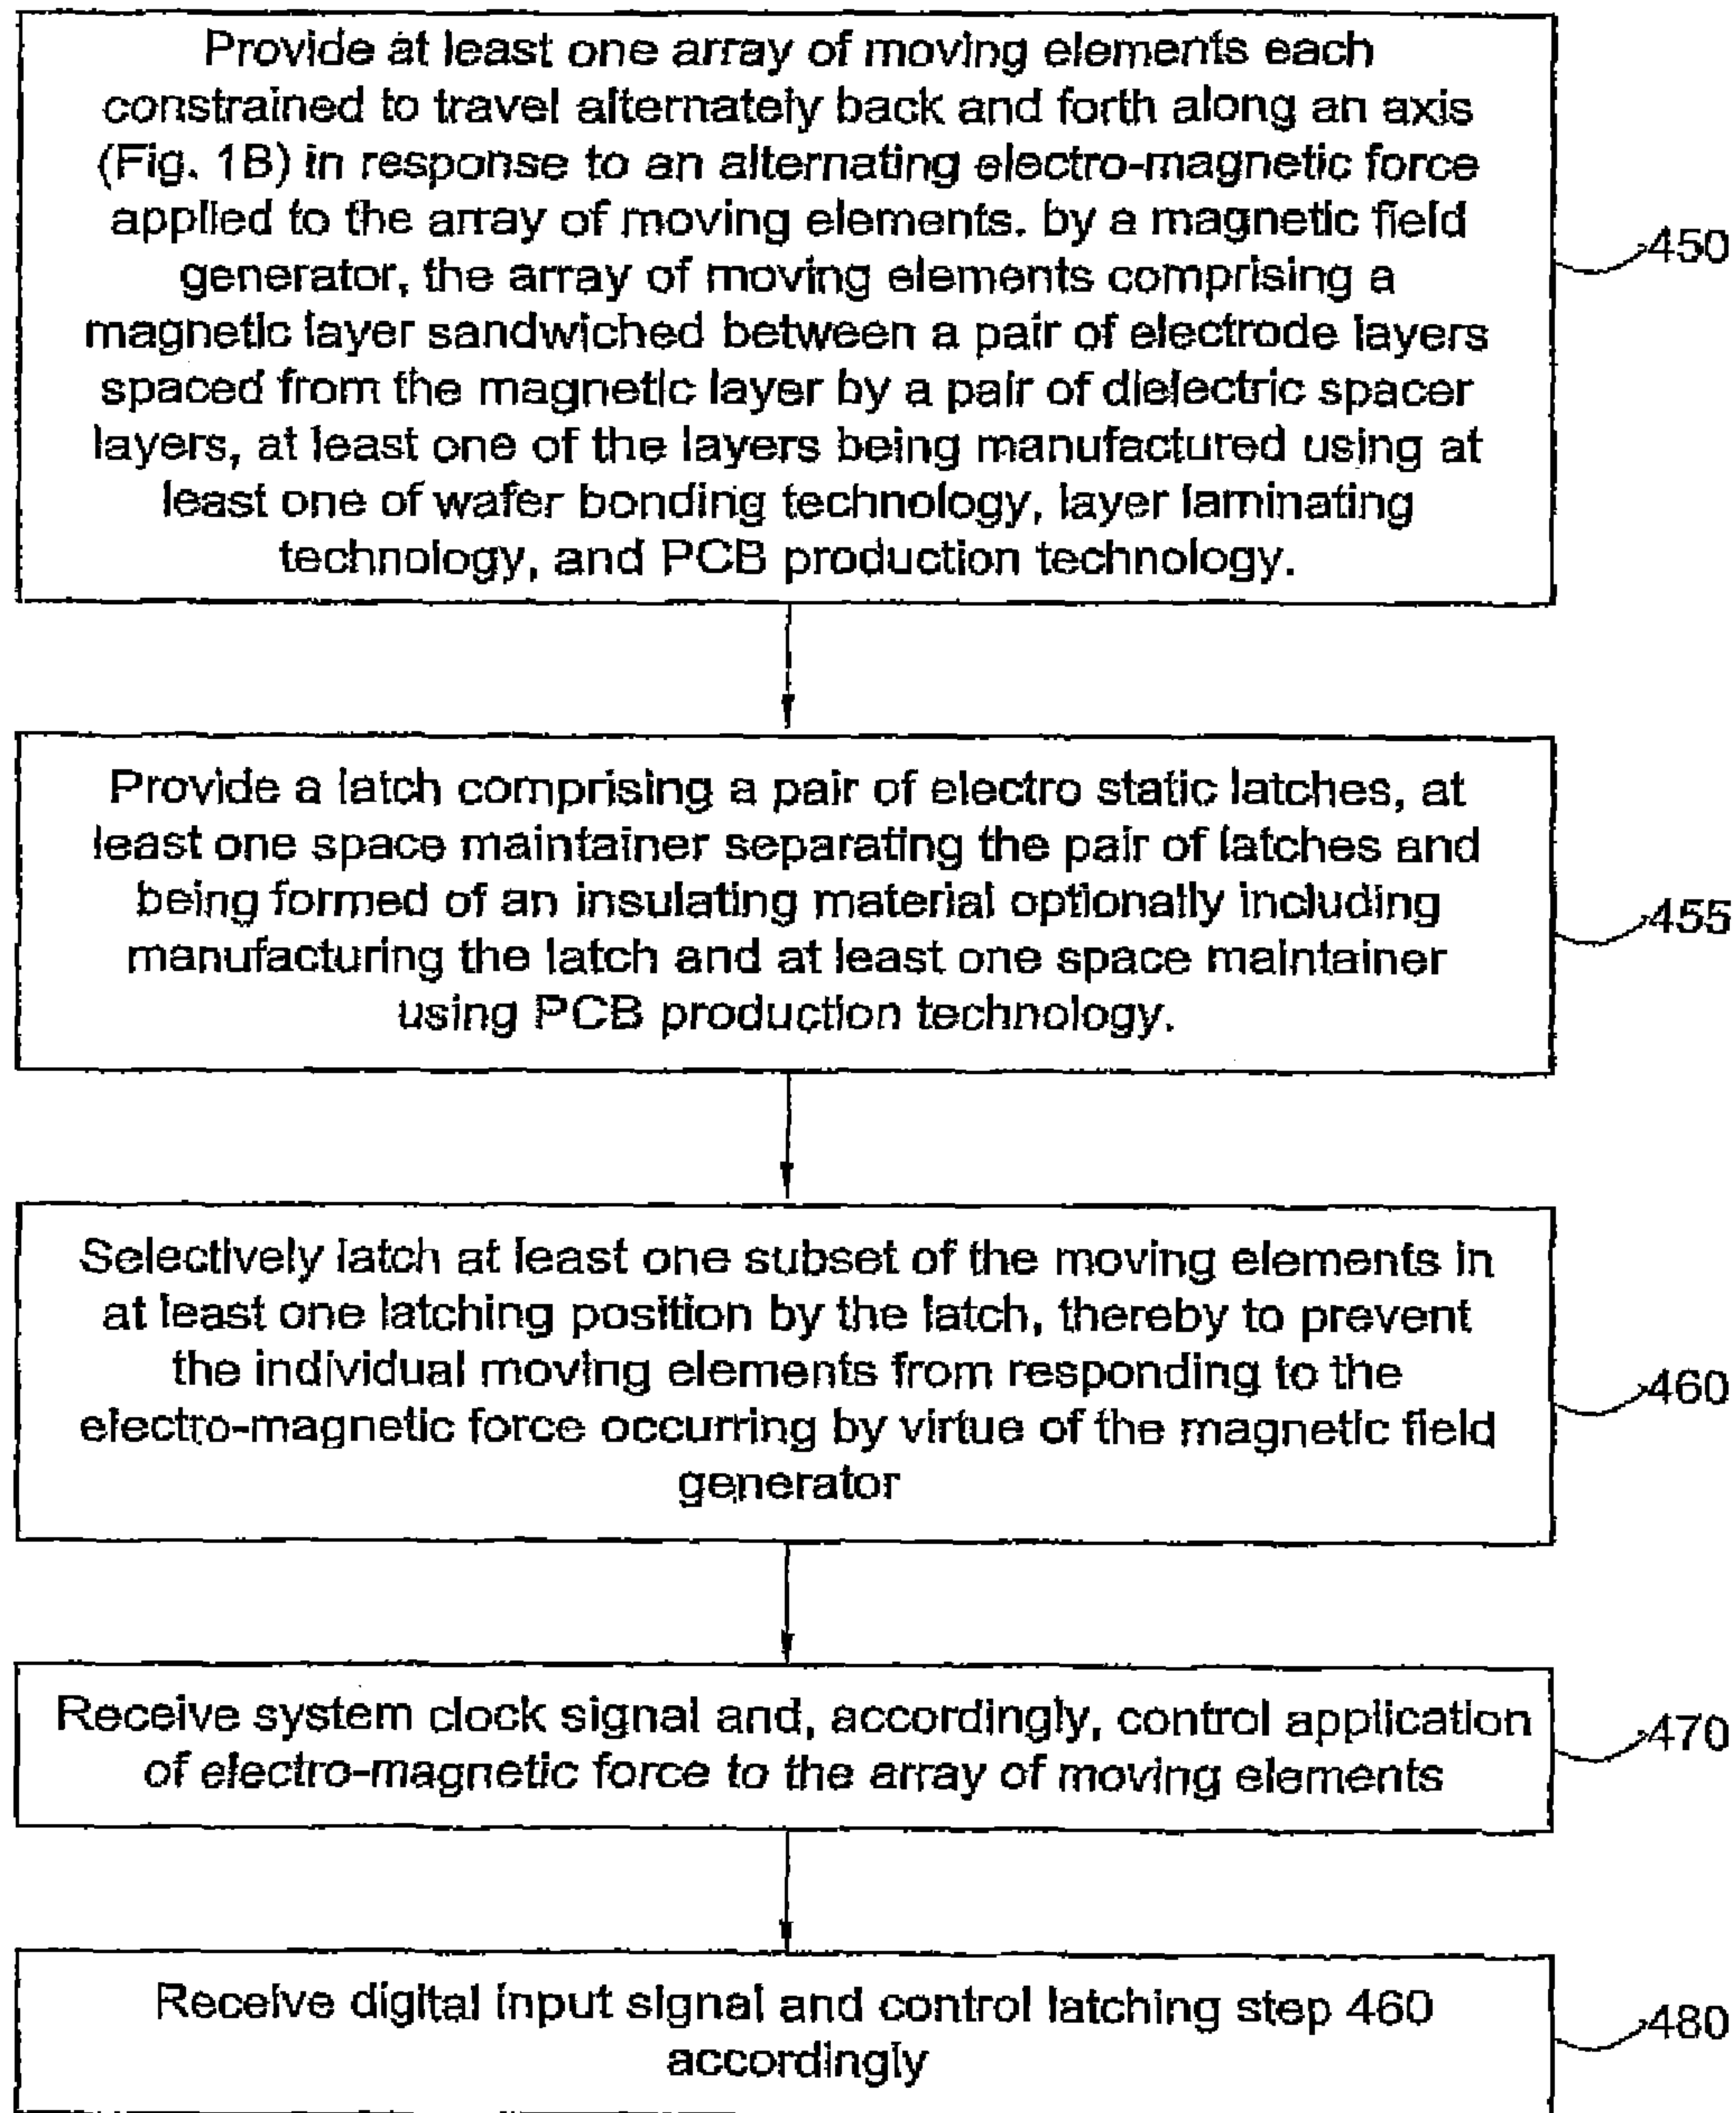 Provide at least one array of moving elements each
constrained to travel alternately back and forth along an axis
(Fig. 1B) in response to an alternating electro-magnetic force
applied to the array of moving elements. by a magnetic field
generator, the array of moving elements comprising a
magnetic layer sandwiched between a pair of electrode layers
spaced from the magnetic layer by a pair of dielectric spacer
layers, at least one of the layers being manufactured using at
least one of wafer bonding technology, layer laminating
technology, and PCB production technology.
450
Provide a latch comprising a pair of electro static latches, at
least one space maintainer separating the pair of latches and
being formed of an insulating material optionally including
manufacturing the latch and at least one space maintainer
using PCB production technology.
455
Selectively latch at least one subset of the moving elements in
at least one latching position by the latch, thereby to prevent
the individual moving elements from responding to the
electro-magnetic force occurring by virtue of the magnetic field
generator
460
Receive system clock signal and, accordingly, control application
of electro-magnetic force to the array of moving elements
470
Receive digital input signal and control latching step 460
accordingly
480